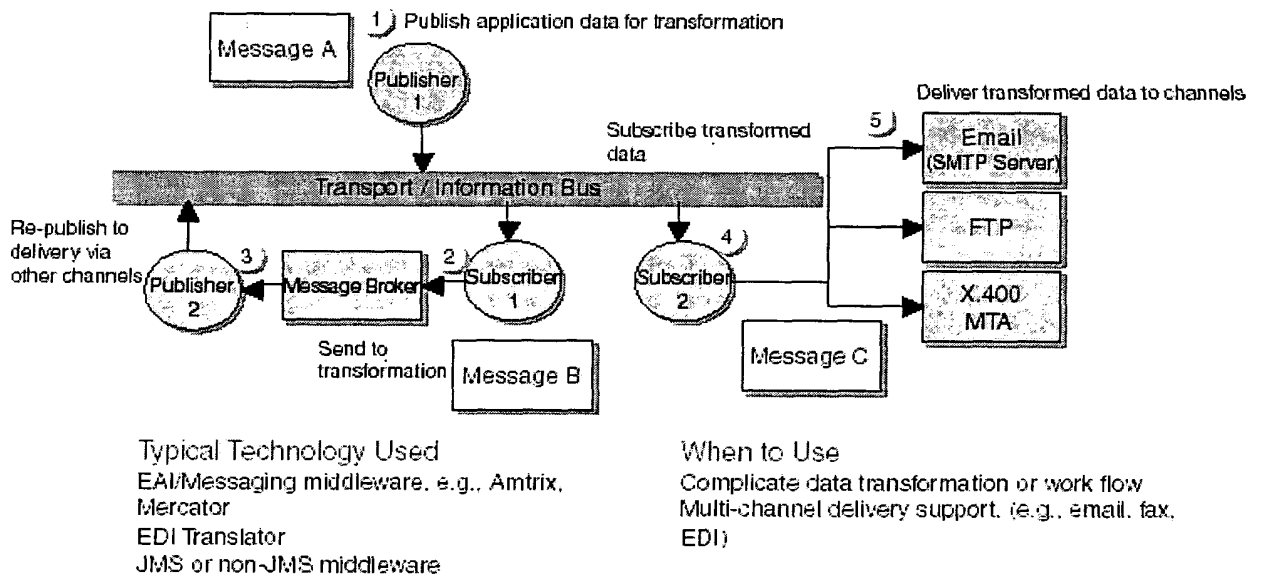 1 Publish application data for transformation
Message A
Publisher
1
Deliver transformed data to channels
Subscribe transformed
data
5
Email
(SMTP Server)
Transport / Information Bus
Re-publish to
delivery via
other channels
FTP
3
2
4
Publisher
2
Message Broker
Subscriber
1
Subscriber
2
X.400
MTA
Send to
transformation
Message B
Message C
Typical Technology Used
EAI/Messaging middleware. e.g., Amtrix,
Mercator
EDI Translator
JMS or non-JMS middleware
When to Use
Complicate data transformation or work flow
Multi-channel delivery support. (e.g., email. fax.
EDI)